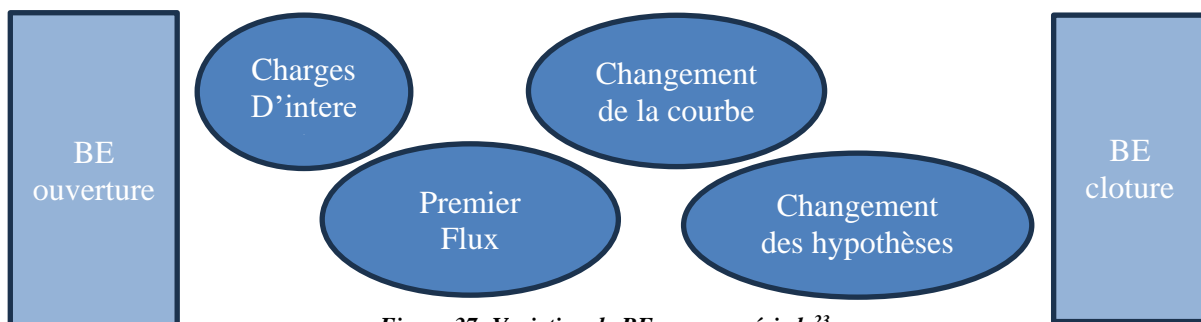 BE
ouverture
Charges
D’intere
Premier
Flux
Changement
de la courbe
Changement
des hypothèses
BE
cloture